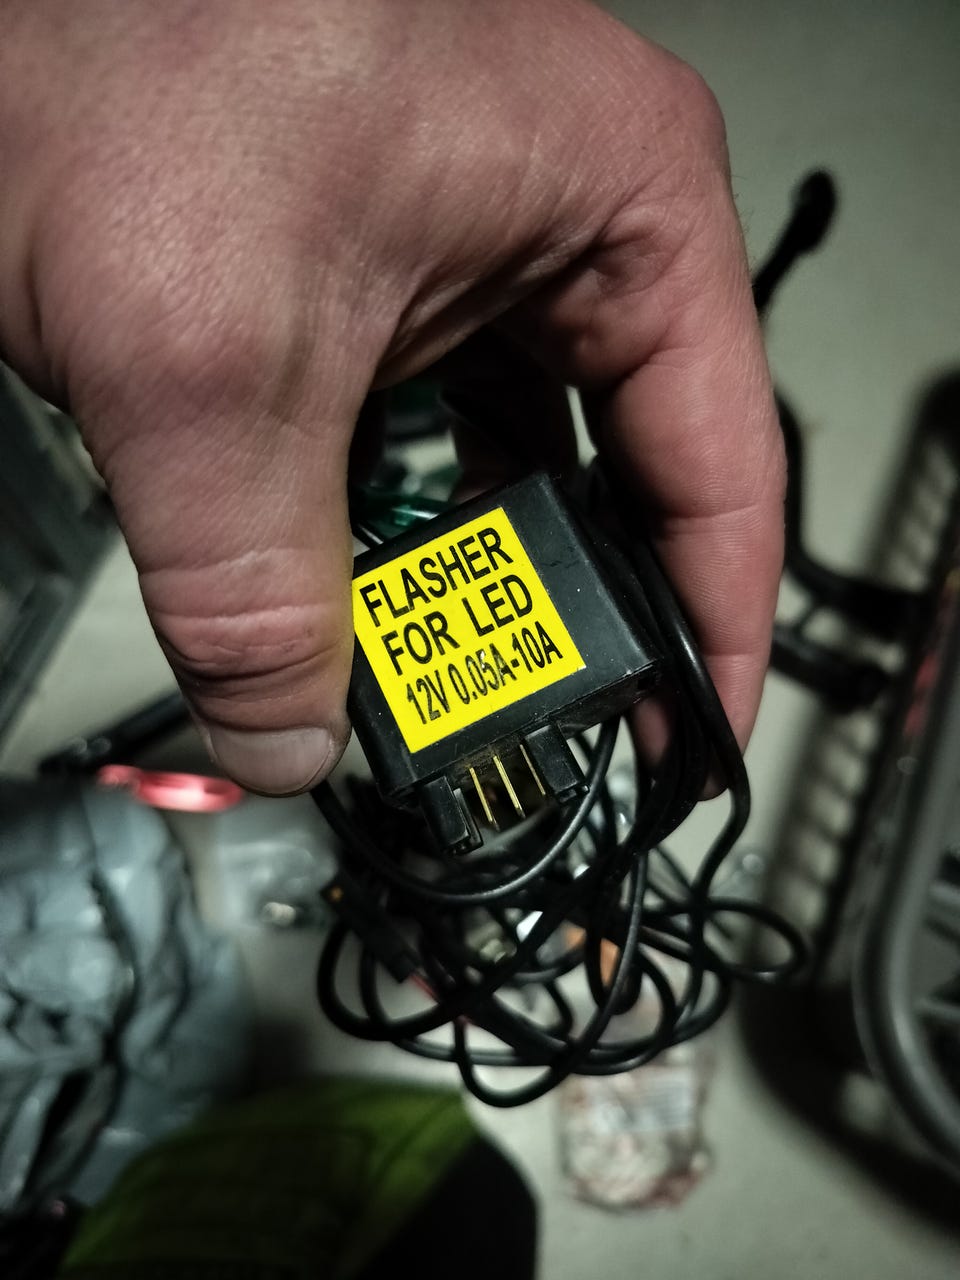 FLASHER
FOR LED
12V 0.05A-10A